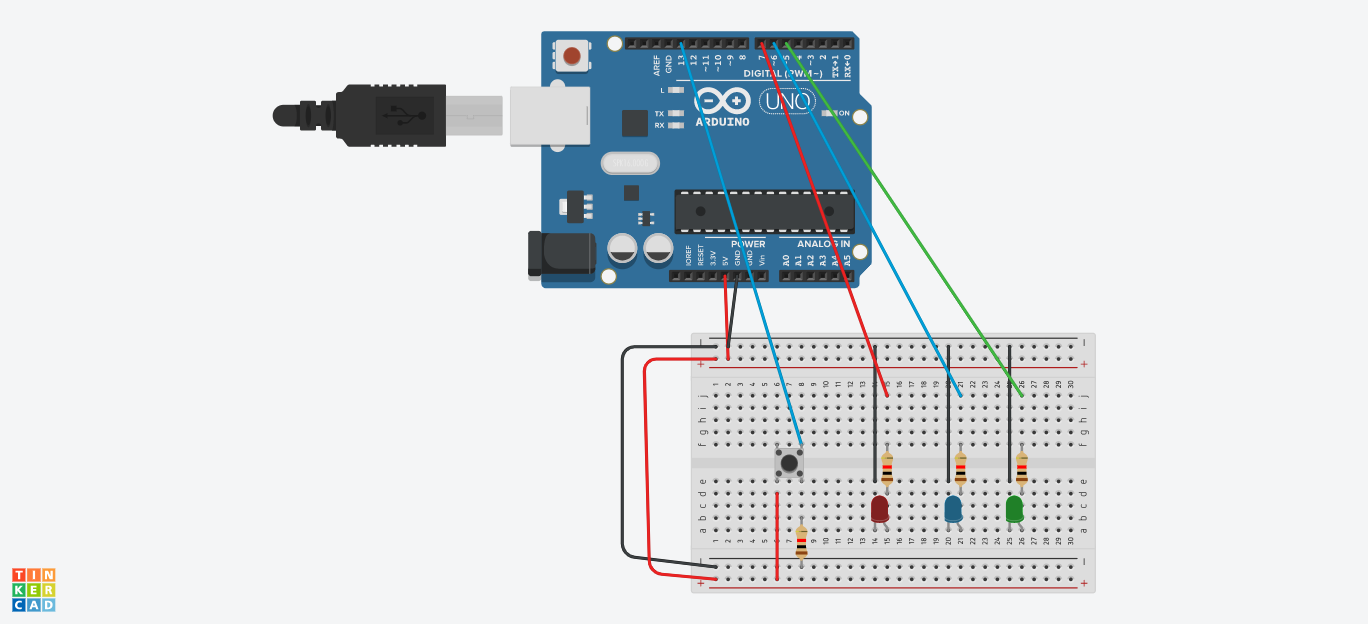 AREF
GND
13
12
~11
~10
~9
8
7
~6
~5
4
~3
2
TX→1
RX←0
DIGITAL (PWM~)
L
TX
RX
UNO
ARDUINO
ON
POWER
ANALOG IN
IOREF
RESET
3.3V
5V
GND
GND
Vin
A0
A1
A2
A3
A4
A5
1 2 3 4 5 6 7 8 9 10 11 12 13 14 15 16 17 18 19 20 21 22 23 24 25 26 27 28 29 30
j j
i i
h h
g g
f f
e e
d d
c c
b b
a a
1 2 3 4 5 6 7 8 9 10 11 12 13 14 15 16 17 18 19 20 21 22 23 24 25 26 27 28 29 30
TIN
KER
CAD